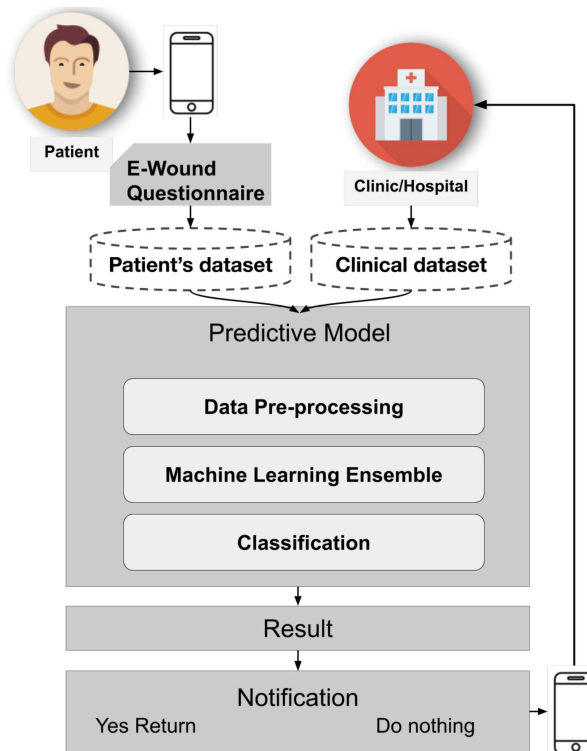 Patient
E-Wound
Questionnaire
Clinic/Hospital
Patient's dataset
Clinical dataset
Predictive Model
Data Pre-processing
Machine Learning Ensemble
Classification
Result
Notification
Yes Return
Do nothing